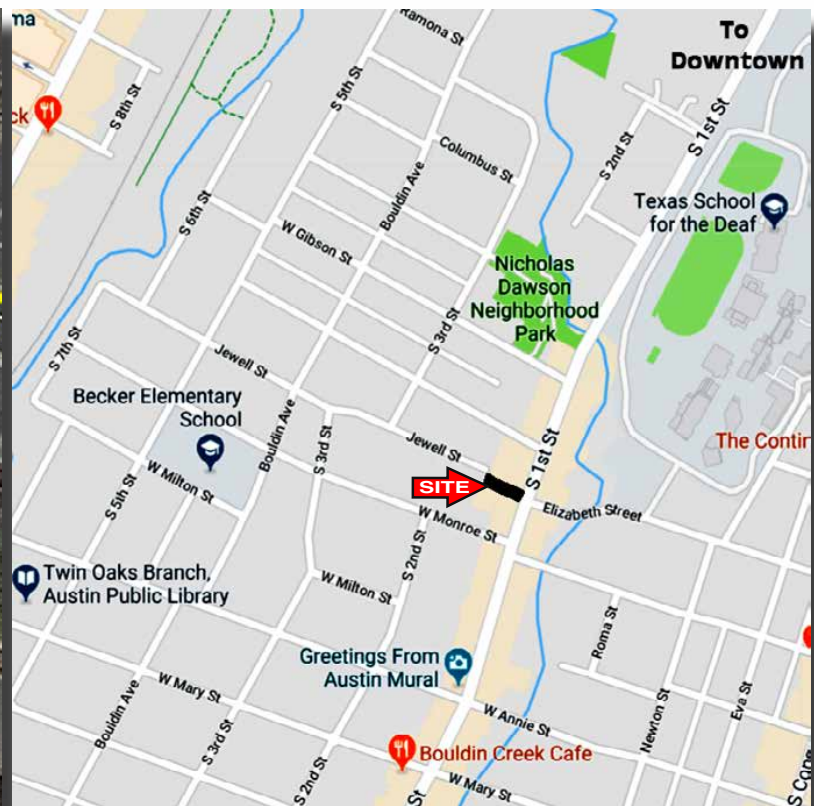 ma
Ramona St
To
Downtown
ck
S 8th St
S 5th St
S 1st St
Columbus St
S 2nd St
Bouldin Ave
Texas School
for the Deaf
S 6th St
W Gibson St
Nicholas
Dawson
Neighborhood
Park
S 3rd St
S 7th St
Jewell St
Becker Elementary
School
Bouldin Ave
S 3rd St
Jewell St
S 1st St
The Contin
W Milton St
SITE
S 5th St
W Monroe St
Elizabeth Street
S 2nd St
Twin Oaks Branch,
Austin Public Library
W Milton St
Roma St
Greetings From
Austin Mural
W Mary St
Bouldin Ave
S 3rd St
W Annie St
Newton St
Eva St
Bouldin Creek Cafe
S 2nd St
St
W Mary St
S Cong